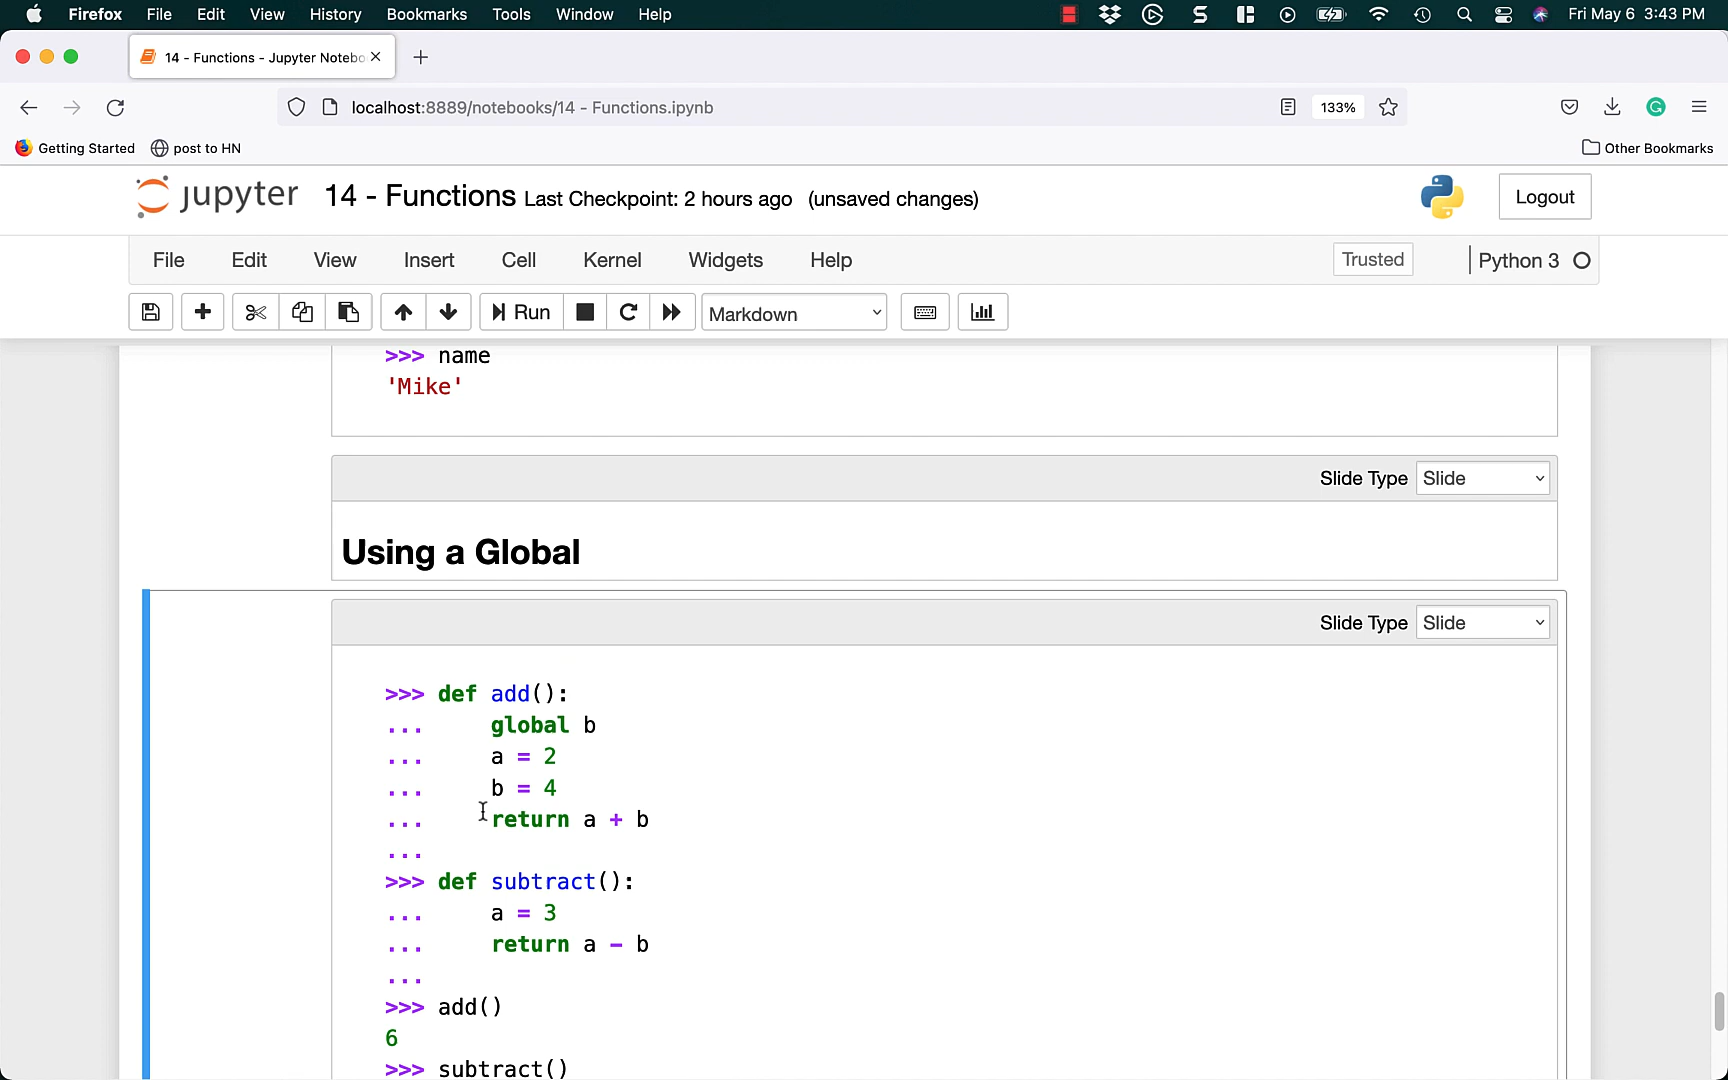 Firefox File Edit View History Bookmarks Tools Window Help Fri May 6 3:43 PM
14 - Functions - Jupyter Notebo
localhost:8889/notebooks/14 - Functions.ipynb 133%
Getting Started post to HN Other Bookmarks
jupyter 14 - Functions Last Checkpoint: 2 hours ago (unsaved changes) Logout
File Edit View Insert Cell Kernel Widgets Help Trusted Python 3
Run Markdown
>>> name
'Mike'
Slide Type Slide
Using a Global
Slide Type Slide
>>> def add():
...     global b
...     a = 2
...     b = 4
...     return a + b
...
>>> def subtract():
...     a = 3
...     return a - b
...
>>> add()
6
>>> subtract()